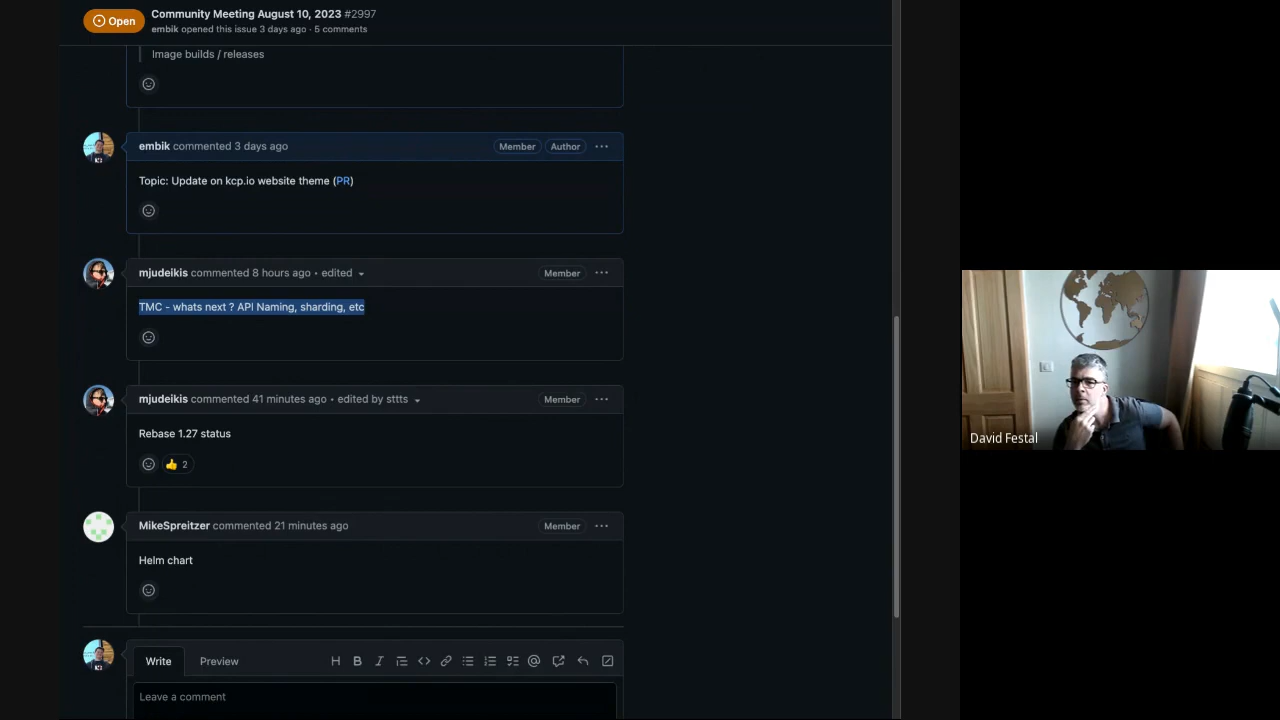 Open
Community Meeting August 10, 2023 #2997
embik opened this issue 3 days ago · 5 comments
Image builds / releases
embik commented 3 days ago
Member
Author
Topic: Update on kcp.io website theme (PR)
mjudeikis commented 8 hours ago • edited
Member
TMC - whats next ? API Naming, sharding, etc
mjudeikis commented 41 minutes ago • edited by sttts
Member
Rebase 1.27 status
👍 2
MikeSpreitzer commented 21 minutes ago
Member
Helm chart
Write
Preview
Leave a comment
David Festal